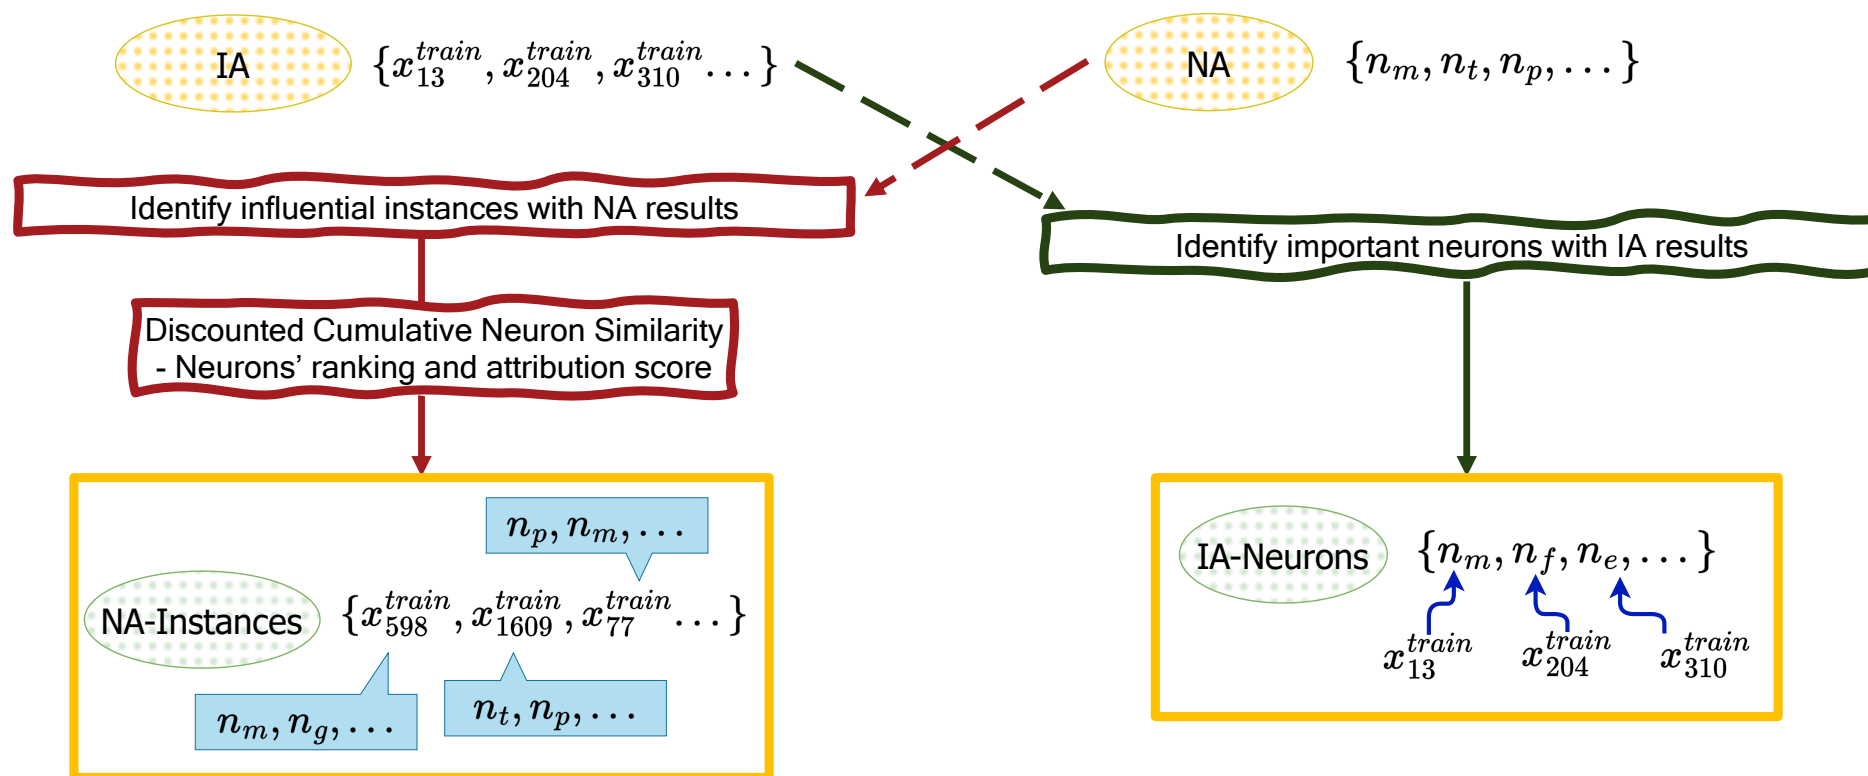 IA
{x_{13}^{train}, x_{204}^{train}, x_{310}^{train} ...}
NA
{n_m, n_t, n_p, ...}
Identify influential instances with NA results
Identify important neurons with IA results
Discounted Cumulative Neuron Similarity
- Neurons’ ranking and attribution score
n_p, n_m, ...
NA-Instances
{x_{598}^{train}, x_{1609}^{train}, x_{77}^{train} ...}
n_m, n_g, ...
n_t, n_p, ...
IA-Neurons
{n_m, n_f, n_e, ...}
x_{13}^{train}
x_{204}^{train}
x_{310}^{train}